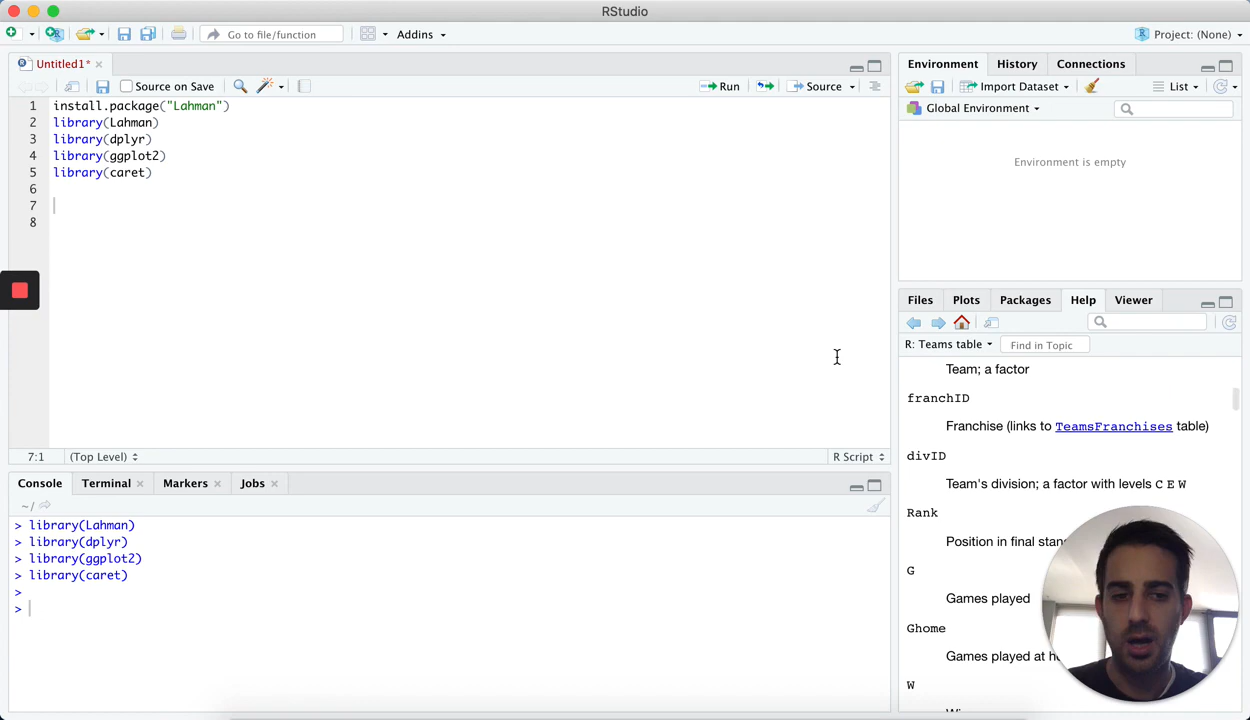 RStudio
Go to file/function
Addins
Project: (None)
Untitled1*
Source on Save
Run
Source
1 install.package("Lahman")
2 library(Lahman)
3 library(dplyr)
4 library(ggplot2)
5 library(caret)
6
7
8
7:1
(Top Level)
R Script
Console
Terminal
Markers
Jobs
~/
> library(Lahman)
> library(dplyr)
> library(ggplot2)
> library(caret)
>
>
Environment
History
Connections
Import Dataset
List
Global Environment
Environment is empty
Files
Plots
Packages
Help
Viewer
R: Teams table
Find in Topic
Team; a factor
franchID
Franchise (links to TeamsFranchises table)
divID
Team's division; a factor with levels C E W
Rank
Position in final
G
Games played
Ghome
Games played at
W